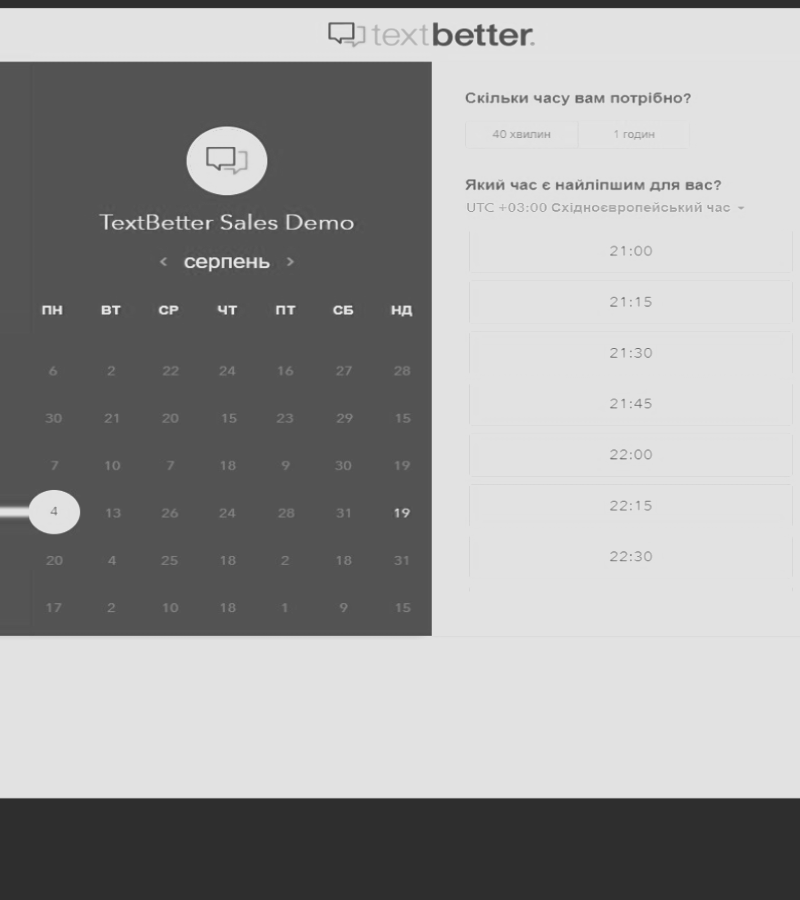 textbetter.
TextBetter Sales Demo
< серпень >
ПН ВТ СР ЧТ ПТ СБ НД
6 2 22 24 16 27 28
30 21 20 15 23 29 15
7 10 7 18 9 30 19
4 13 26 24 28 31 19
20 4 25 18 2 18 31
17 2 10 18 1 9 15
Скільки часу вам потрібно?
40 хвилин 1 годин
Який час є найліпшим для вас?
UTC +03:00 Східноєвропейський час
21:00
21:15
21:30
21:45
22:00
22:15
22:30